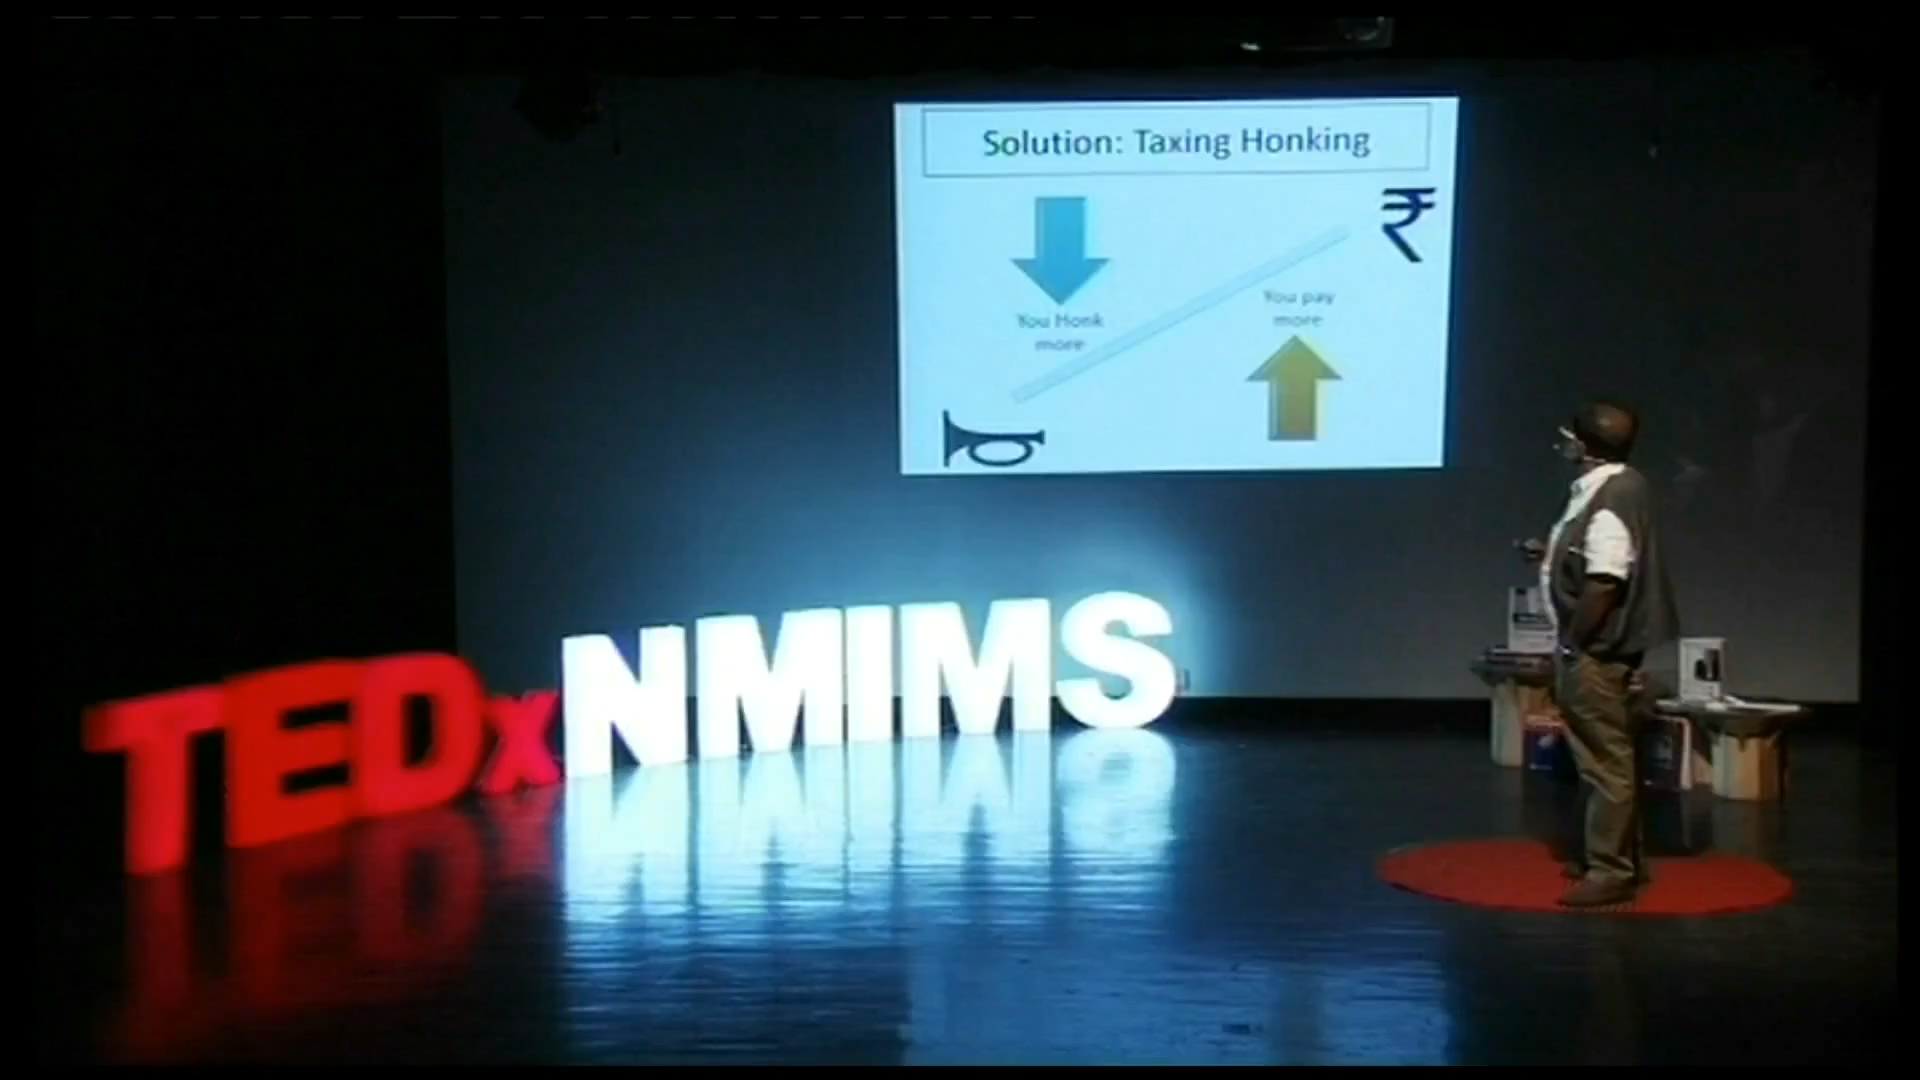 Solution: Taxing Honking
₹
You Honk
more
You pay
more
TEDxNMIMS